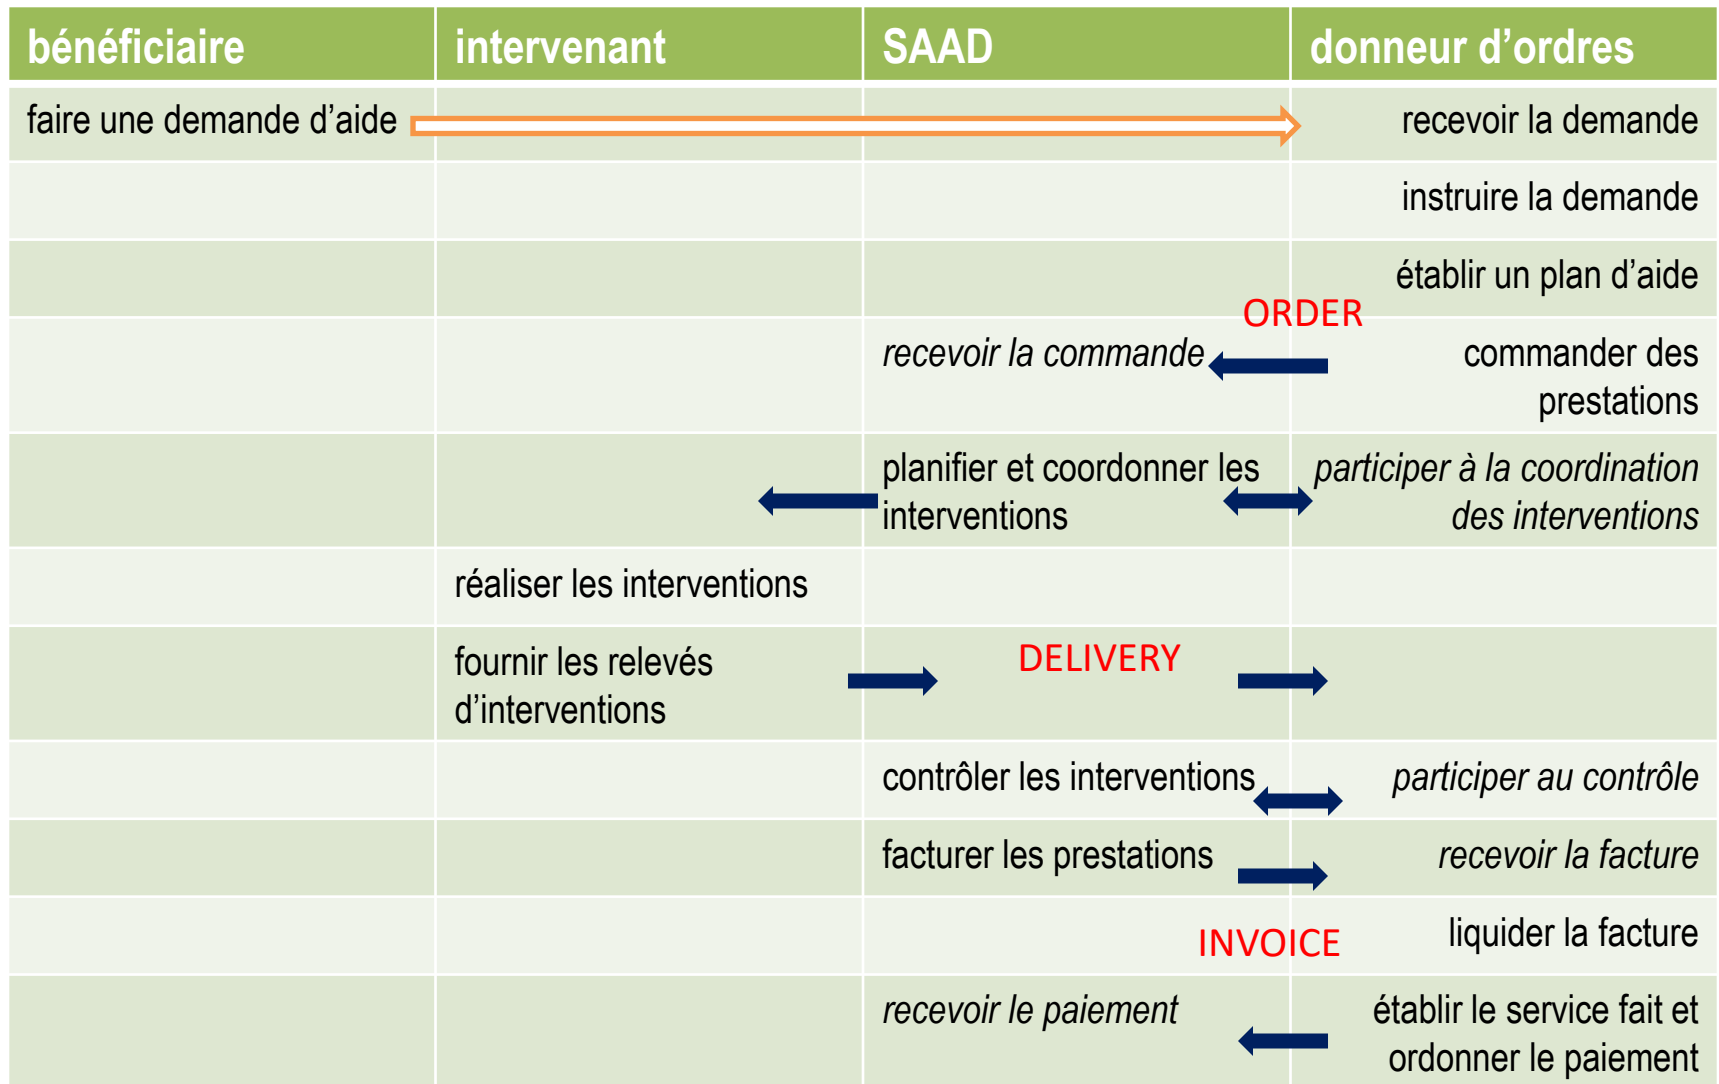 bénéficiaire
intervenant
SAAD
donneur d’ordres
faire une demande d’aide
recevoir la demande
instruire la demande
établir un plan d’aide
ORDER
recevoir la commande
commander des
prestations
planifier et coordonner les
interventions
participer à la coordination
des interventions
réaliser les interventions
fournir les relevés
d’interventions
DELIVERY
contrôler les interventions
participer au contrôle
facturer les prestations
recevoir la facture
INVOICE
liquider la facture
recevoir le paiement
établir le service fait et
ordonner le paiement